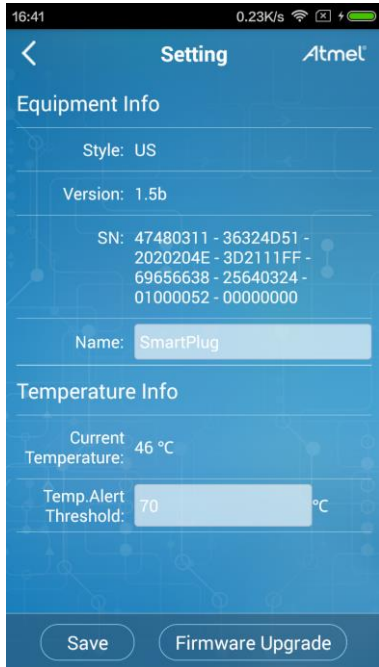 16:41 0.23K/s
Setting Atmel
Equipment Info
Style: US
Version: 1.5b
SN: 47480311 - 36324D51 -
2020204E - 3D2111FF -
69656638 - 25640324 -
01000052 - 00000000
Name: SmartPlug
Temperature Info
Current
Temperature: 46 °C
Temp.Alert
Threshold: 70 °C
Save Firmware Upgrade